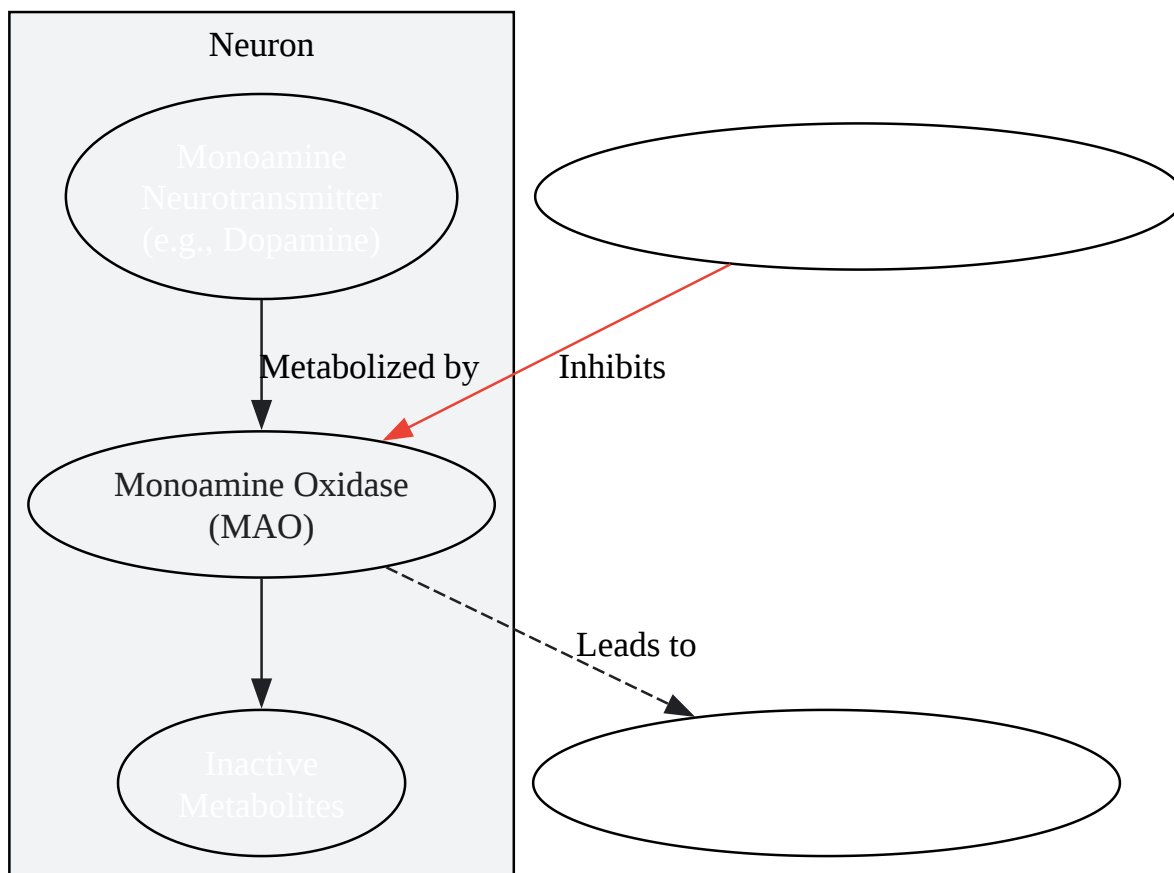 Neuron
Monoamine
Neurotransmitter
(e.g., Dopamine)
Metabolized by
Inhibits
Monoamine Oxidase
(MAO)
Leads to
Inactive
Metabolites